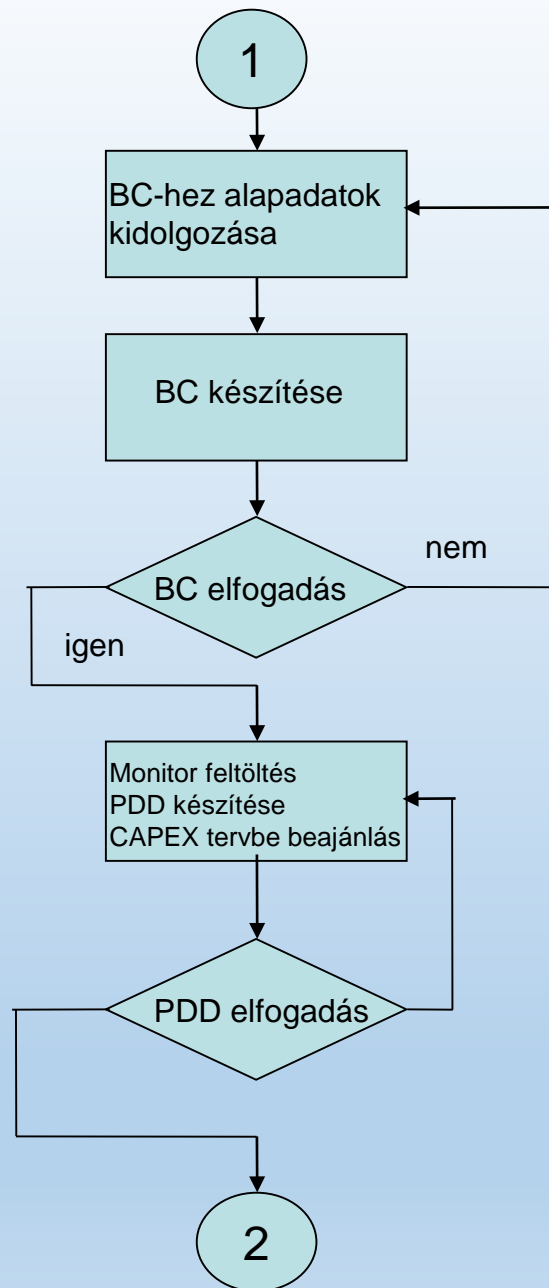 1
BC-hez alapadatok
kidolgozása
BC készítése
nem
BC elfogadás
igen
Monitor feltöltés
PDD készítése
CAPEX tervbe beajánlás
PDD elfogadás
2